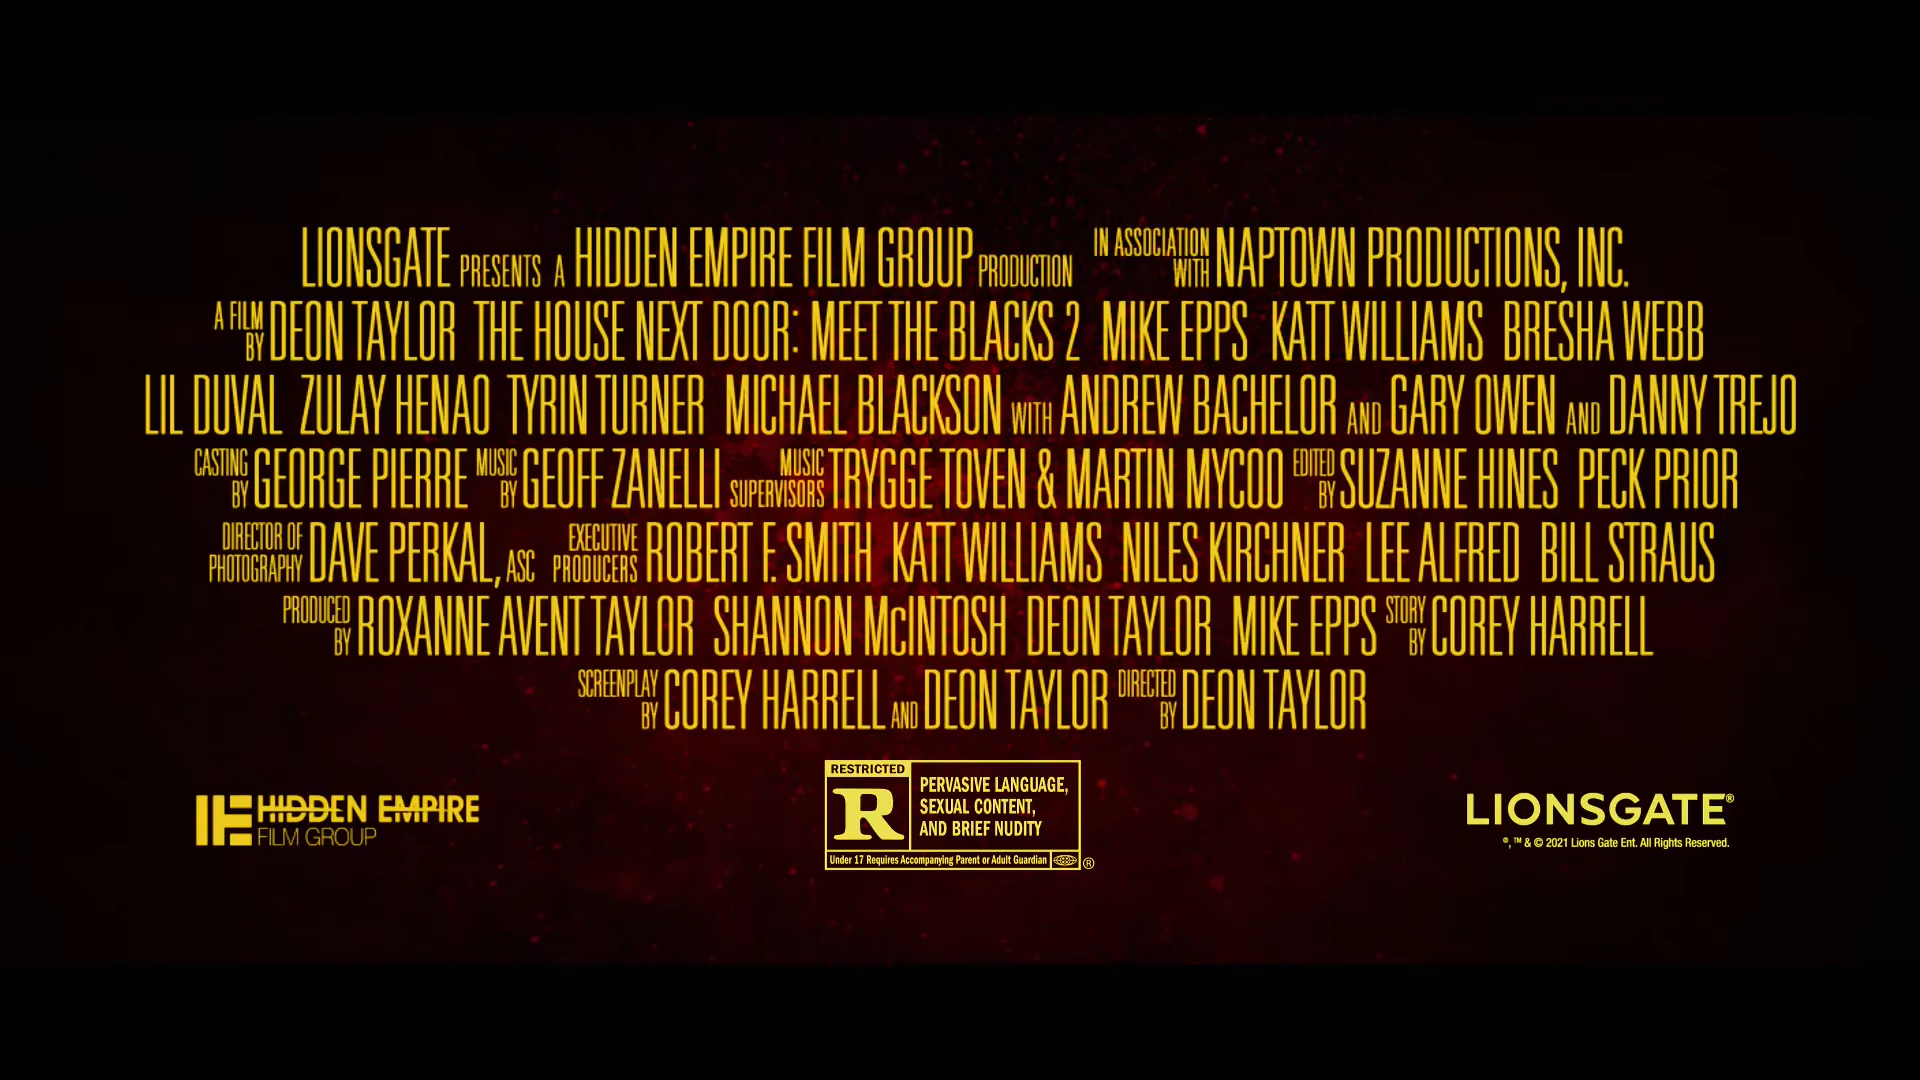 LIONSGATE PRESENTS A HIDDEN EMPIRE FILM GROUP PRODUCTION IN ASSOCIATION WITH NAPTOWN PRODUCTIONS, INC.
A FILM BY DEON TAYLOR THE HOUSE NEXT DOOR: MEET THE BLACKS 2 MIKE EPPS KATT WILLIAMS BRESHA WEBB
LIL DUVAL ZULAY HENAO TYRIN TURNER MICHAEL BLACKSON WITH ANDREW BACHELOR AND GARY OWEN AND DANNY TREJO
CASTING BY GEORGE PIERRE MUSIC BY GEOFF ZANELLI MUSIC SUPERVISORS TRYGGE TOVEN & MARTIN MYCOO EDITED BY SUZANNE HINES PECK PRIOR
DIRECTOR OF PHOTOGRAPHY DAVE PERKAL, ASC EXECUTIVE PRODUCERS ROBERT F. SMITH KATT WILLIAMS NILES KIRCHNER LEE ALFRED BILL STRAUS
PRODUCED BY ROXANNE AVENT TAYLOR SHANNON McINTOSH DEON TAYLOR MIKE EPPS STORY BY COREY HARRELL
SCREENPLAY BY COREY HARRELL AND DEON TAYLOR DIRECTED BY DEON TAYLOR
HIDDEN EMPIRE
FILM GROUP
RESTRICTED
R
PERVASIVE LANGUAGE,
SEXUAL CONTENT,
AND BRIEF NUDITY
Under 17 Requires Accompanying Parent or Adult Guardian ®
LIONSGATE®
®, ™ & © 2021 Lions Gate Ent. All Rights Reserved.